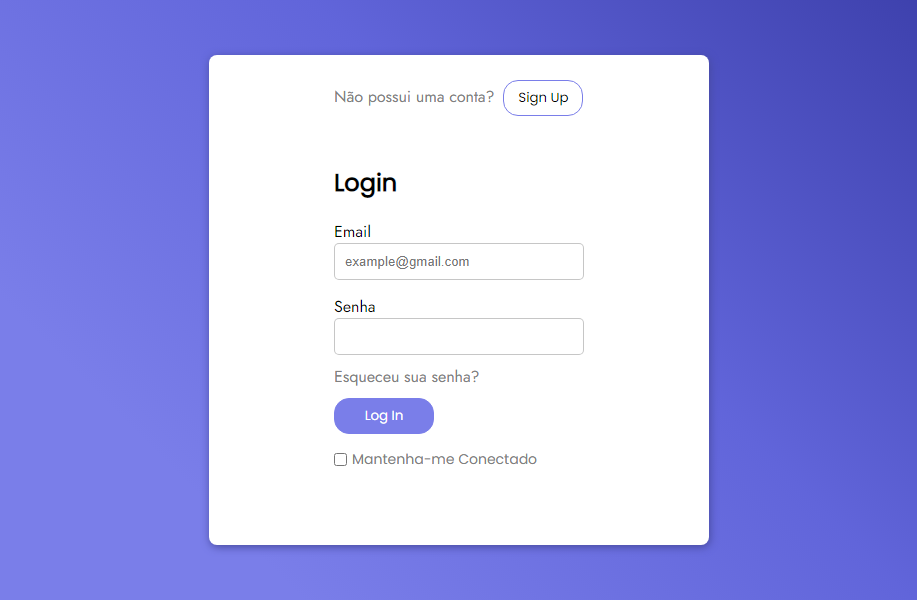 Não possui uma conta? Sign Up
Login
Email
example@gmail.com
Senha
Esqueceu sua senha?
Log In
Mantenha-me Conectado